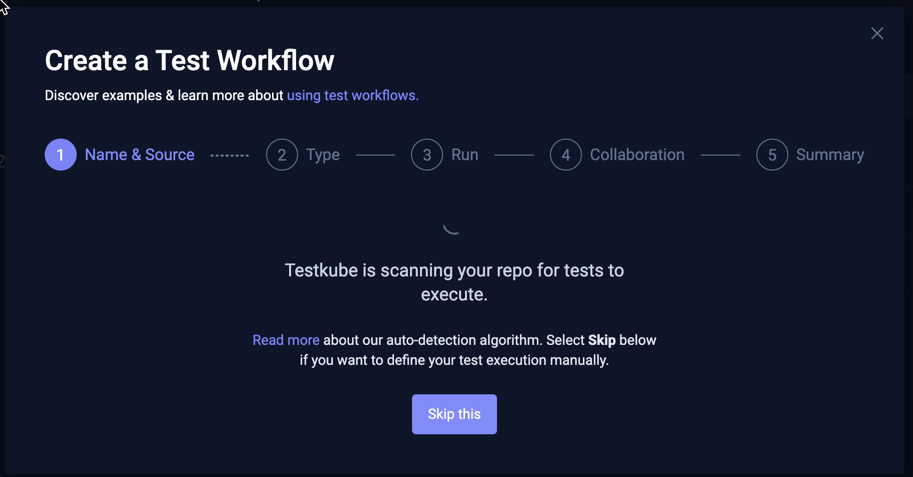 Create a Test Workflow
Discover examples & learn more about using test workflows.
1 Name & Source 2 Type 3 Run 4 Collaboration 5 Summary
Testkube is scanning your repo for tests to
execute.
Read more about our auto-detection algorithm. Select Skip below
if you want to define your test execution manually.
Skip this